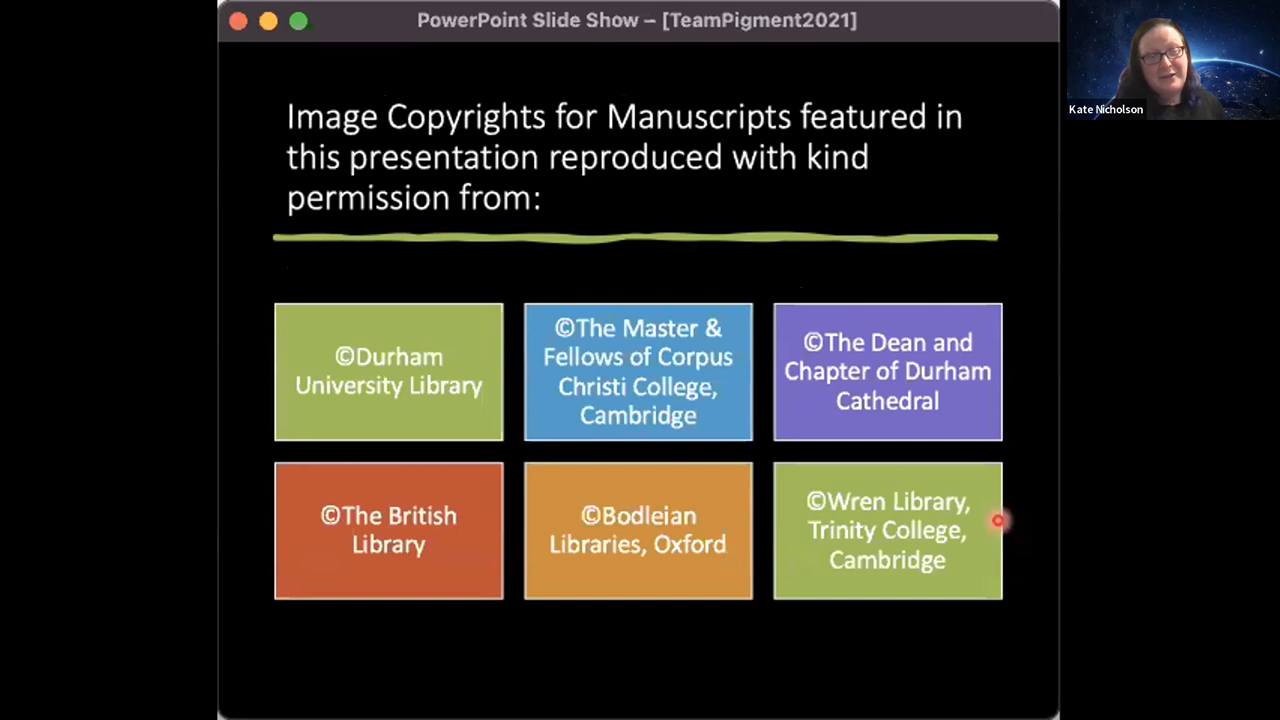 PowerPoint Slide Show – [TeamPigment2021]
Kate Nicholson
Image Copyrights for Manuscripts featured in
this presentation reproduced with kind
permission from:
©Durham
University Library
©The Master &
Fellows of Corpus
Christi College,
Cambridge
©The Dean and
Chapter of Durham
Cathedral
©The British
Library
©Bodleian
Libraries, Oxford
©Wren Library,
Trinity College,
Cambridge